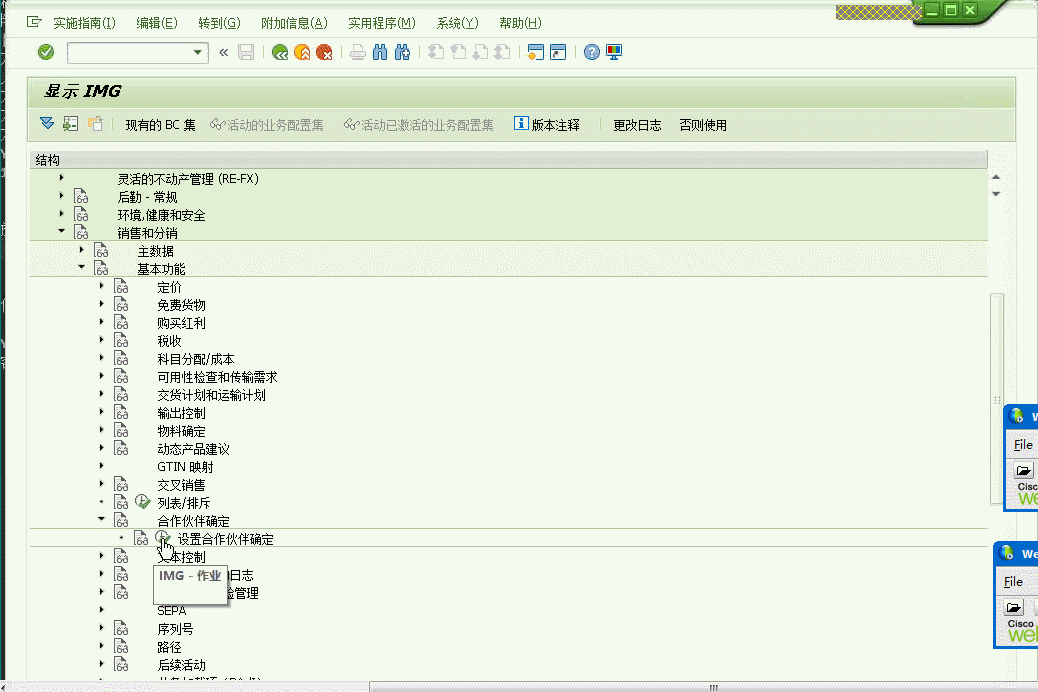 实施指南(I) 编辑(E) 转到(G) 附加信息(A) 实用程序(M) 系统(Y) 帮助(H)
显示 IMG
现有的 BC 集 活动的业务配置集 活动已激活的业务配置集 版本注释 更改日志 否则使用
结构
灵活的不动产管理 (RE-FX)
后勤 - 常规
环境,健康和安全
销售和分销
主数据
基本功能
定价
免费货物
购买红利
税收
科目分配/成本
可用性检查和传输需求
交货计划和运输计划
输出控制
物料确定
动态产品建议
GTIN 映射
交叉销售
列表/排斥
合作伙伴确定
设置合作伙伴确定
本控制
IMG - 作业
日志
管理
SEPA
序列号
路径
后续活动
File
Cisc
we
We
File
Cisco
web